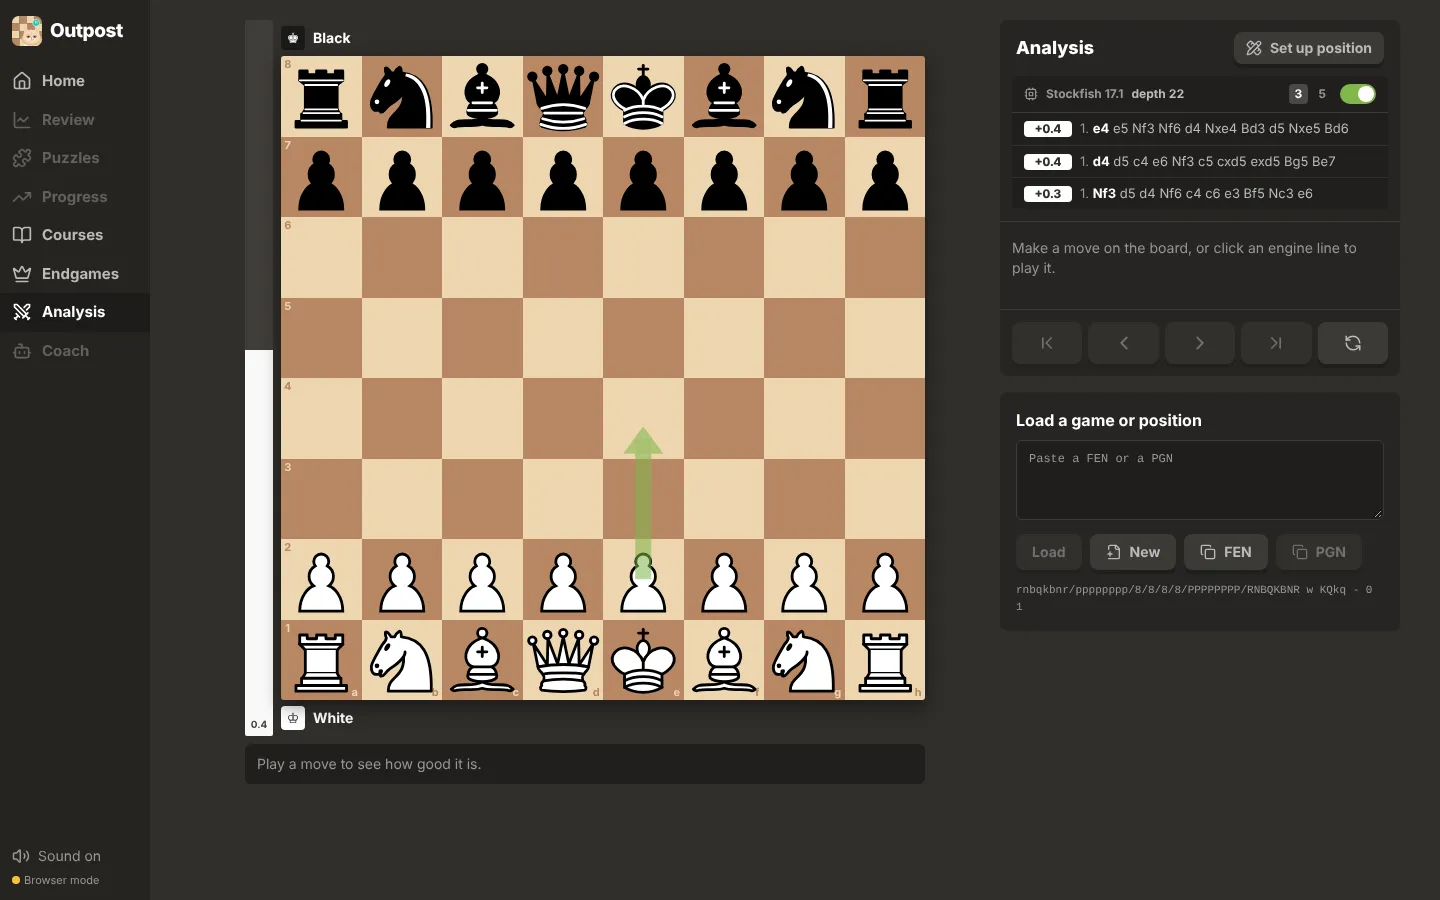 Outpost
Home
Review
Puzzles
Progress
Courses
Endgames
Analysis
Coach
Sound on
Browser mode
Black
8
7
6
5
4
3
2
1
a b c d e f g h
0.4
White
Play a move to see how good it is.
Analysis
Set up position
Stockfish 17.1 depth 22
3 5
+0.4 1. e4 e5 Nf3 Nf6 d4 Nxe4 Bd3 d5 Nxe5 Bd6
+0.4 1. d4 d5 c4 e6 Nf3 c5 cxd5 exd5 Bg5 Be7
+0.3 1. Nf3 d5 d4 Nf6 c4 c6 e3 Bf5 Nc3 e6
Make a move on the board, or click an engine line to
play it.
Load a game or position
Paste a FEN or a PGN
Load
New
FEN
PGN
rnbqkbnr/pppppppp/8/8/8/8/PPPPPPPP/RNBQKBNR w KQkq - 0
1